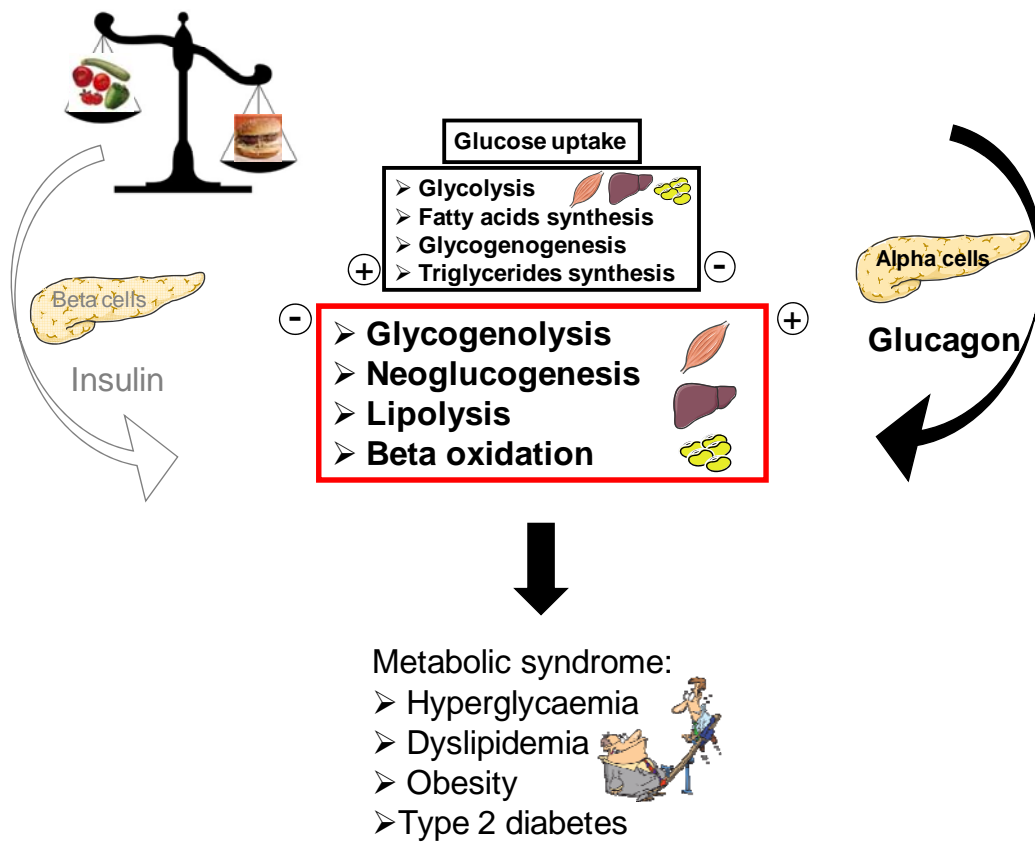 Glucose uptake
➢ Glycolysis
➢ Fatty acids synthesis
➢ Glycogenogenesis
➢ Triglycerides synthesis
+
-
Beta cells
Insulin
Alpha cells
Glucagon
-
+
➢ Glycogenolysis
➢ Neoglucogenesis
➢ Lipolysis
➢ Beta oxidation
Metabolic syndrome:
➢ Hyperglycaemia
➢ Dyslipidemia
➢ Obesity
➢Type 2 diabetes